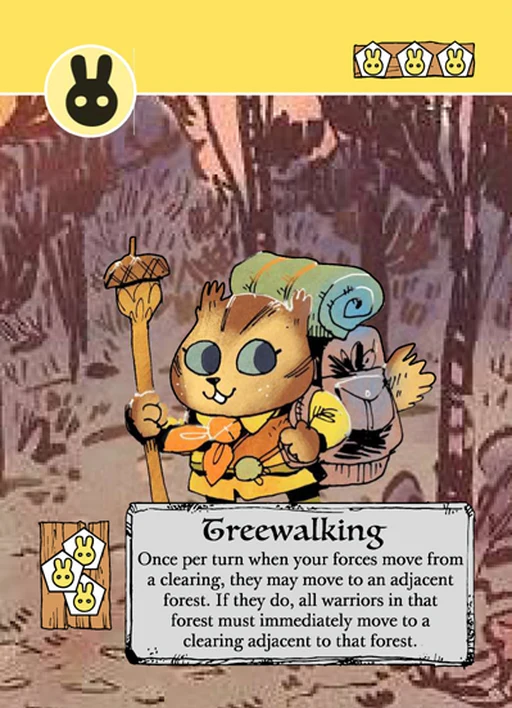 Treewalking
Once per turn when your forces move from
a clearing, they may move to an adjacent
forest. If they do, all warriors in that
forest must immediately move to a
clearing adjacent to that forest.